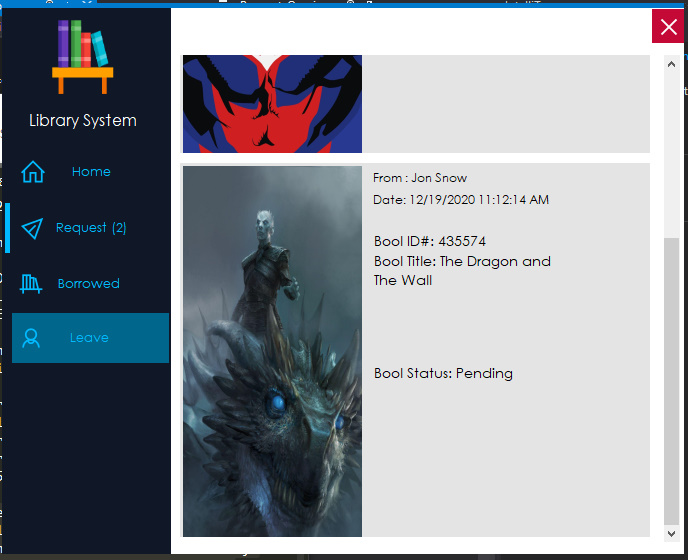 Library System
Home
Request (2)
Borrowed
Leave
From : Jon Snow
Date: 12/19/2020 11:12:14 AM
Bool ID#: 435574
Bool Title: The Dragon and
The Wall
Bool Status: Pending